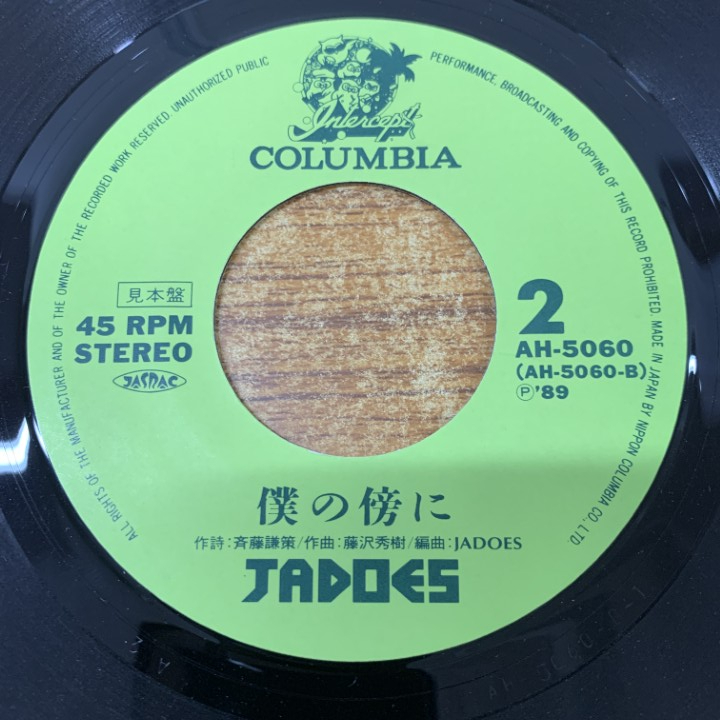 Intercept
COLUMBIA
ALL RIGHTS OF THE MANUFACTURER AND OF THE OWNER OF THE RECORDED WORK RESERVED. UNAUTHORIZED PUBLIC PERFORMANCE, BROADCASTING AND COPYING OF THIS RECORD PROHIBITED. MADE IN JAPAN BY NIPPON COLUMBIA CO., LTD.
見本盤
45 RPM
STEREO
JASRAC
2
AH-5060
(AH-5060-B)
Ⓟ'89
僕の傍に
作詩:斉藤謙策/作曲:藤沢秀樹/編曲:JADOES
JADOES